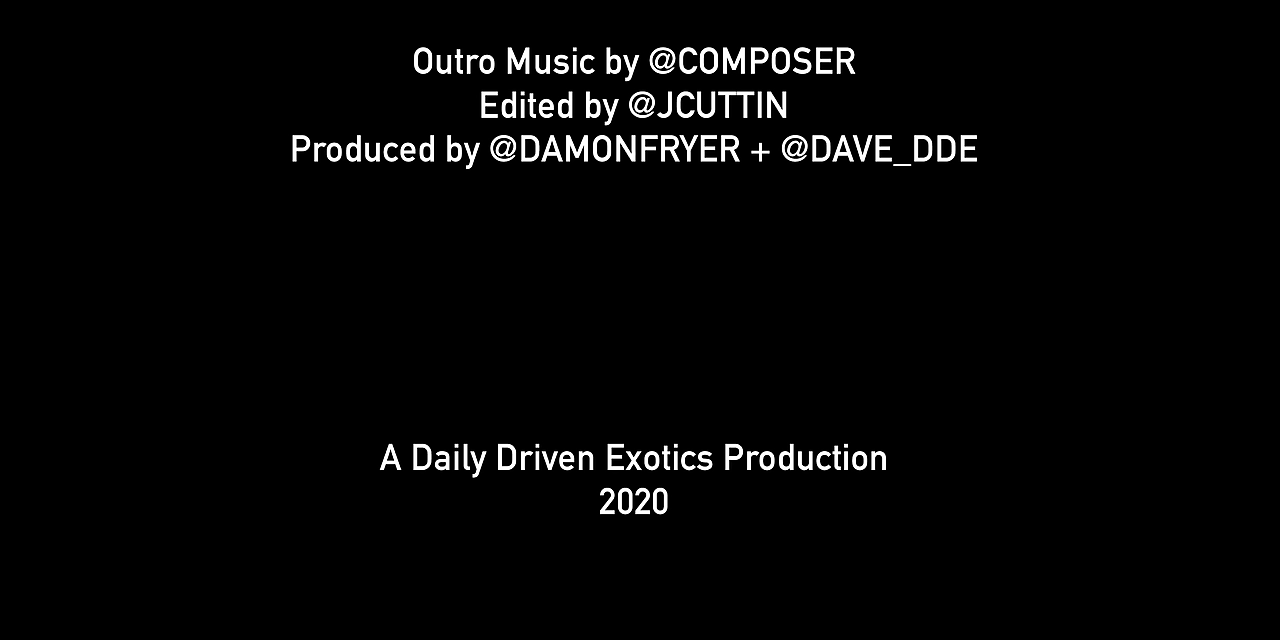 Outro Music by @COMPOSER
Edited by @JCUTTIN
Produced by @DAMONFRYER + @DAVE_DDE
A Daily Driven Exotics Production
2020